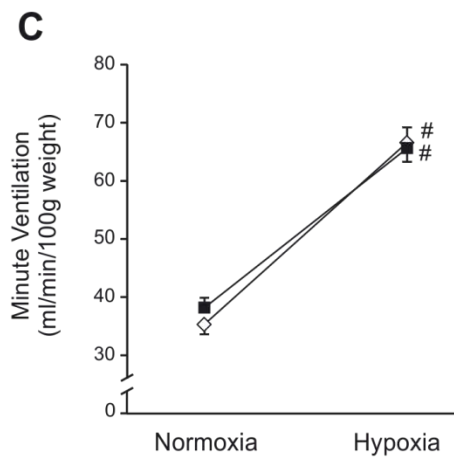 C
Minute Ventilation
(ml/min/100g weight)
80
70
60
50
40
30
0
#
#
Normoxia Hypoxia